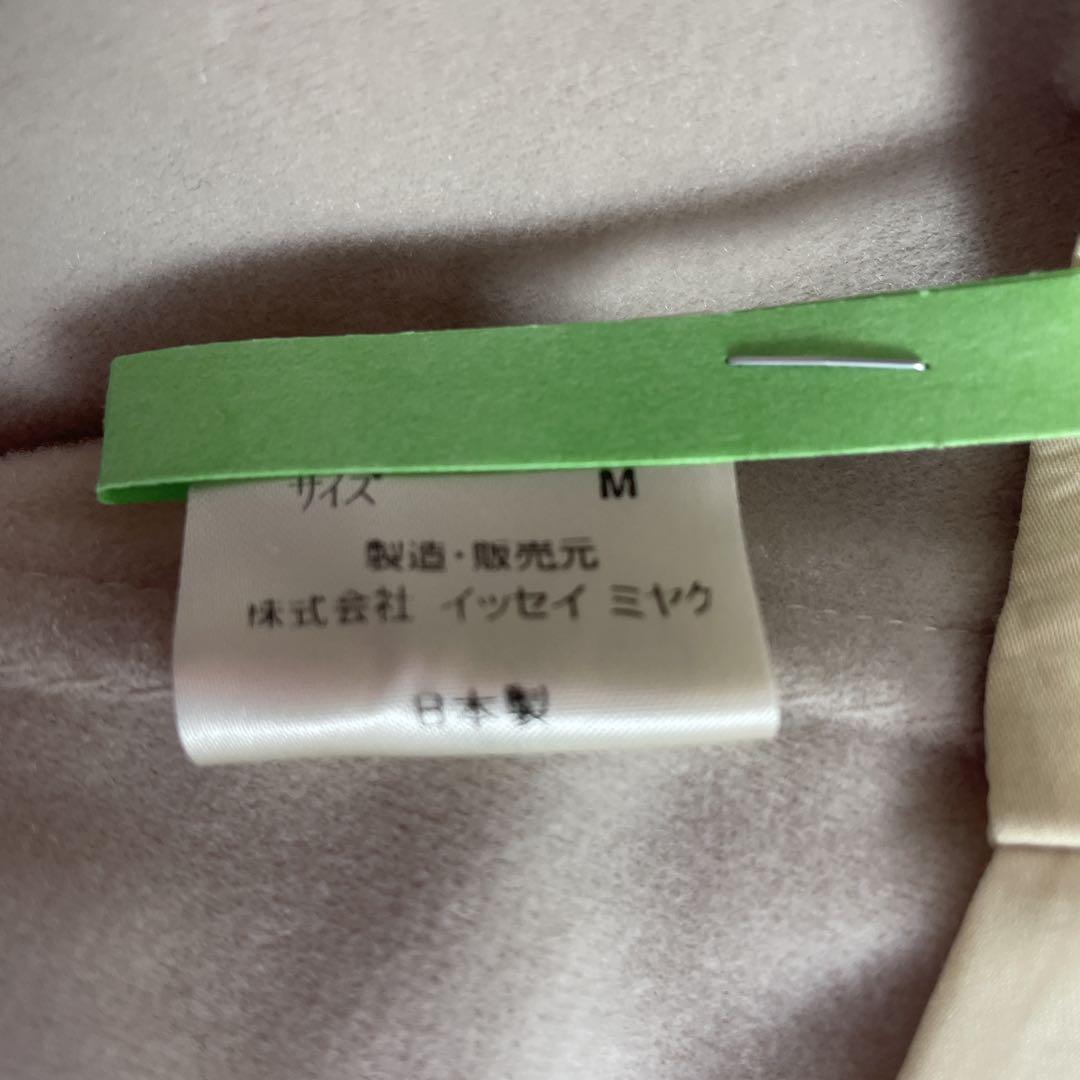 サイズ M
製造・販売元
株式会社 イッセイ ミヤケ
日本製